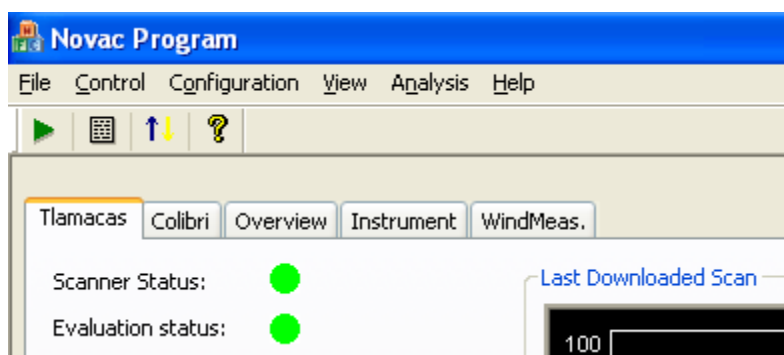 Novac Program
File Control Configuration View Analysis Help
Tlamacas Colibri Overview Instrument WindMeas.
Scanner Status:
Last Downloaded Scan
Evaluation status:
100